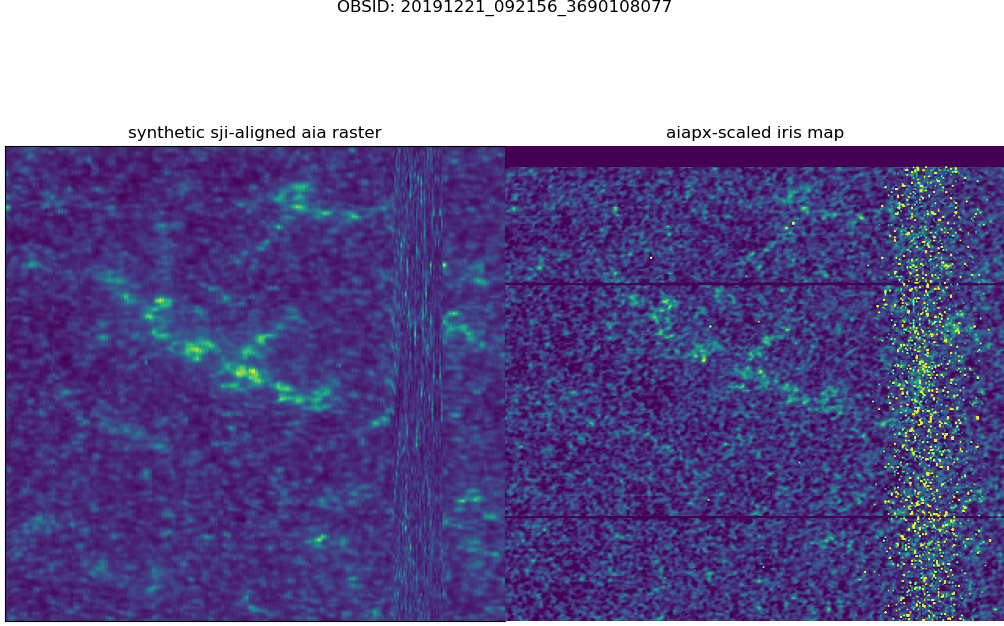 OBSID: 20191221_092156_3690108077
synthetic sji-aligned aia raster
aiapx-scaled iris map